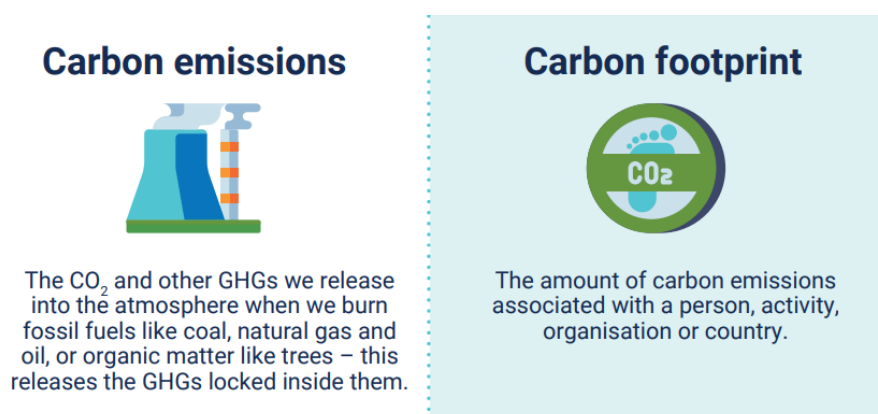 Carbon emissions
The CO₂ and other GHGs we release
into the atmosphere when we burn
fossil fuels like coal, natural gas and
oil, or organic matter like trees – this
releases the GHGs locked inside them.
Carbon footprint
CO₂
The amount of carbon emissions
associated with a person, activity,
organisation or country.